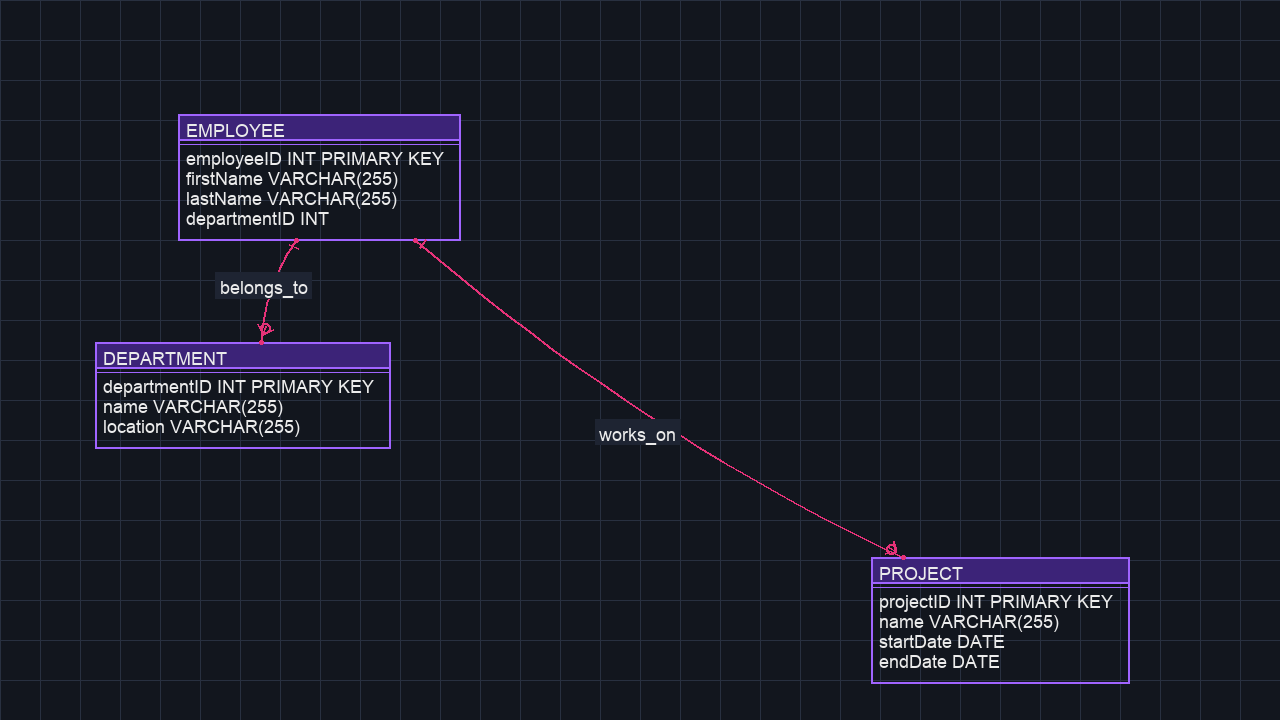 EMPLOYEE
employeeID INT PRIMARY KEY
firstName VARCHAR(255)
lastName VARCHAR(255)
departmentID INT
belongs_to
DEPARTMENT
departmentID INT PRIMARY KEY
name VARCHAR(255)
location VARCHAR(255)
works_on
PROJECT
projectID INT PRIMARY KEY
name VARCHAR(255)
startDate DATE
endDate DATE